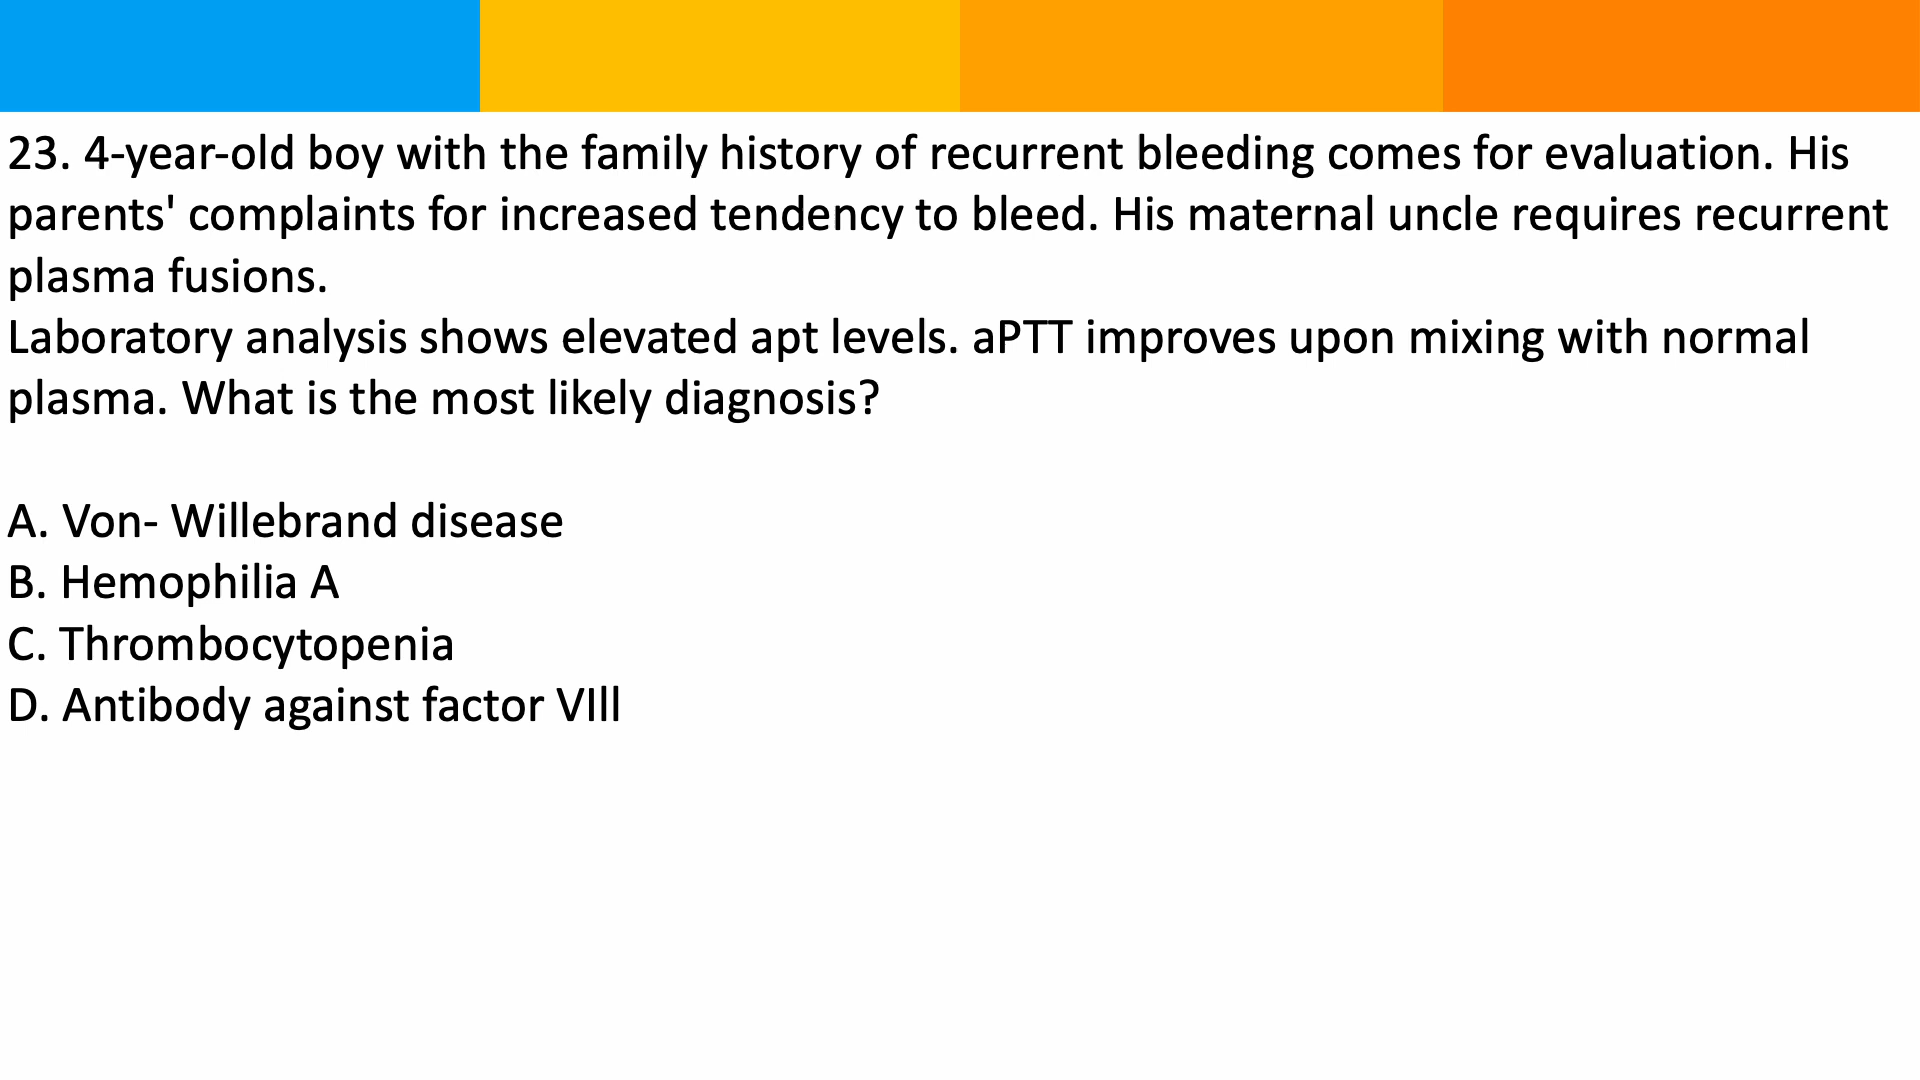 23. 4-year-old boy with the family history of recurrent bleeding comes for evaluation. His
parents' complaints for increased tendency to bleed. His maternal uncle requires recurrent
plasma fusions.
Laboratory analysis shows elevated apt levels. aPTT improves upon mixing with normal
plasma. What is the most likely diagnosis?
A. Von- Willebrand disease
B. Hemophilia A
C. Thrombocytopenia
D. Antibody against factor VIll